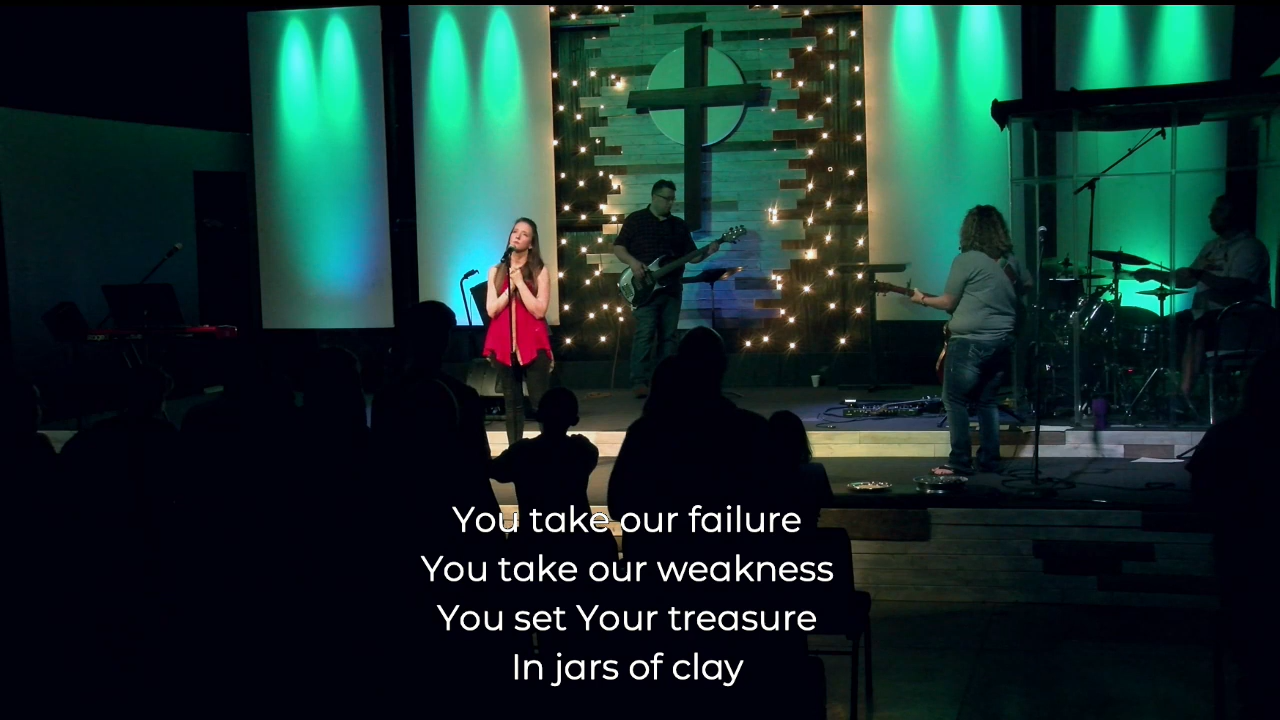 You take our failure
You take our weakness
You set Your treasure
In jars of clay